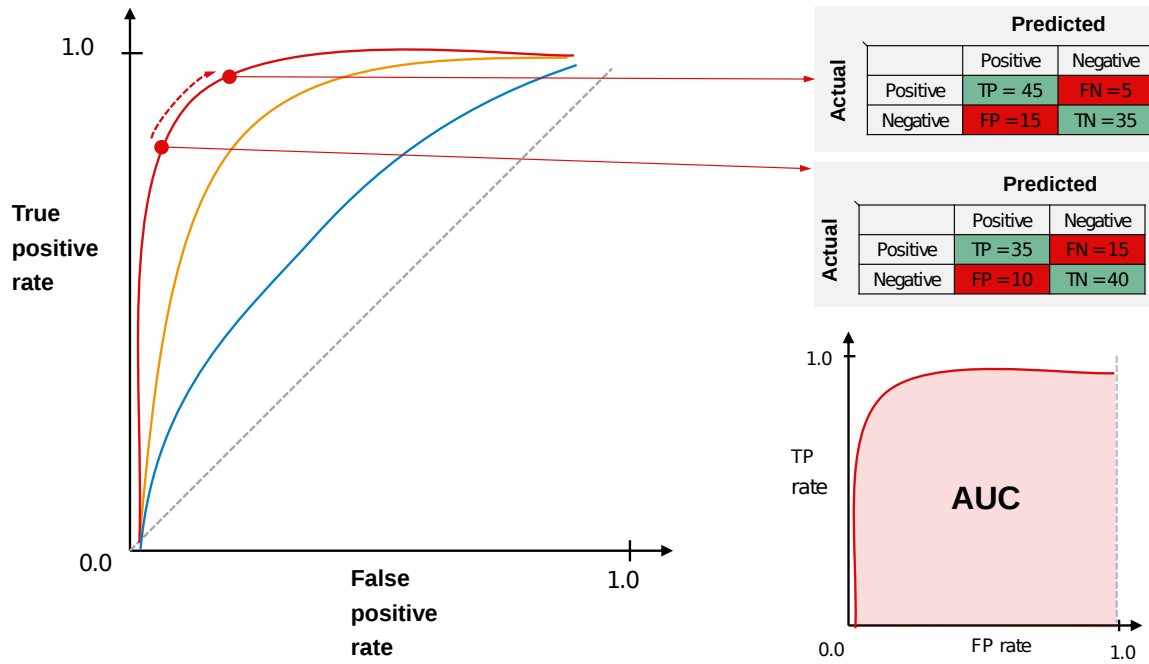 1.0
True
positive
rate
0.0
False
positive
rate
1.0
Predicted
Actual
Positive Negative
Positive TP = 45 FN = 5
Negative FP = 15 TN = 35
Predicted
Actual
Positive Negative
Positive TP = 35 FN = 15
Negative FP = 10 TN = 40
1.0
TP
rate
AUC
0.0
FP rate
1.0